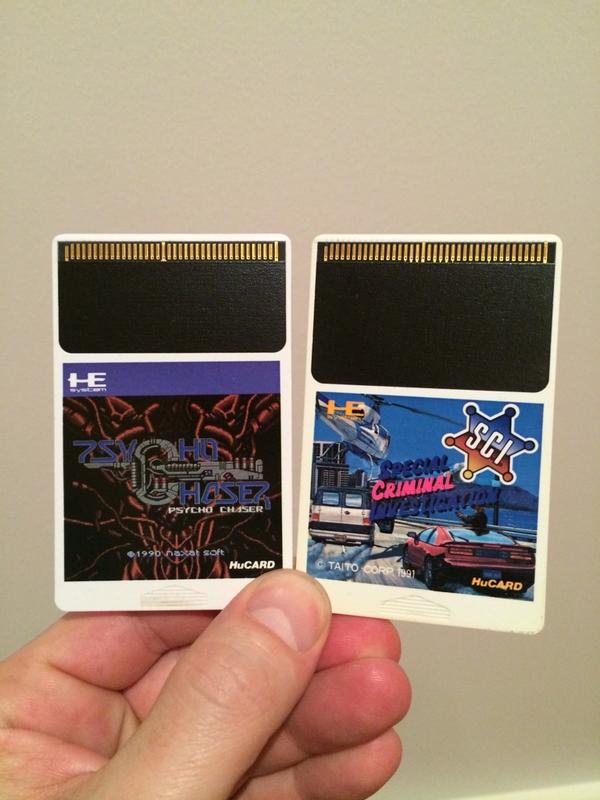 HE
system
PSYCHO
CHASER
PSYCHO CHASER
©1990 naxat soft
HuCARD
HE
system
SCI
SPECIAL
CRIMINAL
INVESTIGATION
© TAITO CORP. 1991
HuCARD